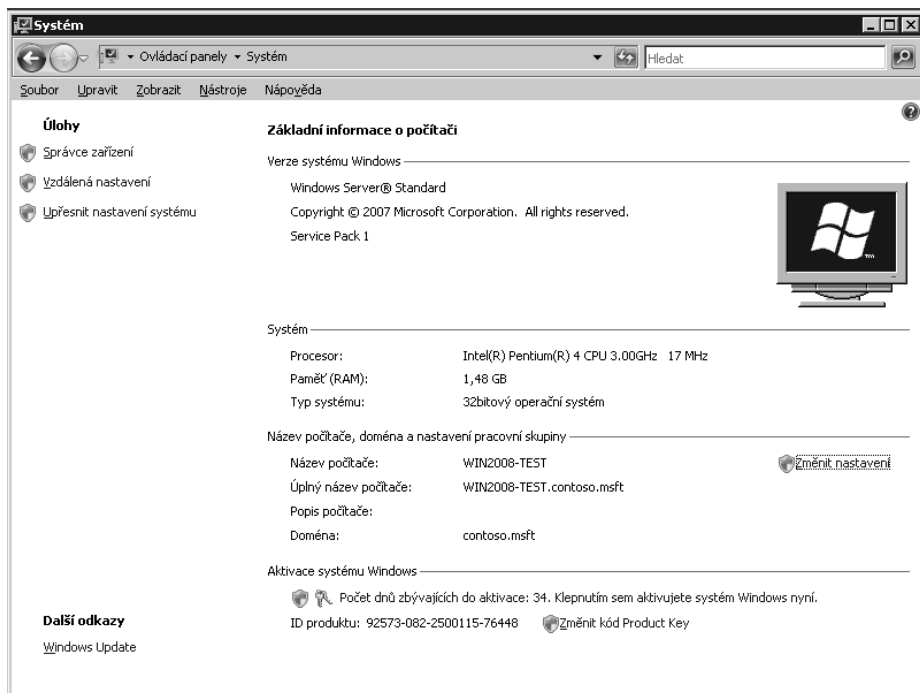 Systém
Ovládací panely Systém
Hledat
Soubor Upravit Zobrazit Nástroje Nápověda
Úlohy
Správce zařízení
Vzdálená nastavení
Upřesnit nastavení systému
Základní informace o počítači
Verze systému Windows
Windows Server® Standard
Copyright © 2007 Microsoft Corporation. All rights reserved.
Service Pack 1
Systém
Procesor: Intel(R) Pentium(R) 4 CPU 3.00GHz 17 MHz
Paměť (RAM): 1,48 GB
Typ systému: 32bitový operační systém
Název počítače, doména a nastavení pracovní skupiny
Název počítače: WIN2008-TEST
Změnit nastavení
Úplný název počítače: WIN2008-TEST.contoso.msft
Popis počítače:
Doména: contoso.msft
Aktivace systému Windows
Počet dnů zbývajících do aktivace: 34. Klepnutím sem aktivujete systém Windows nyní.
ID produktu: 92573-082-2500115-76448 Změnit kód Product Key
Další odkazy
Windows Update